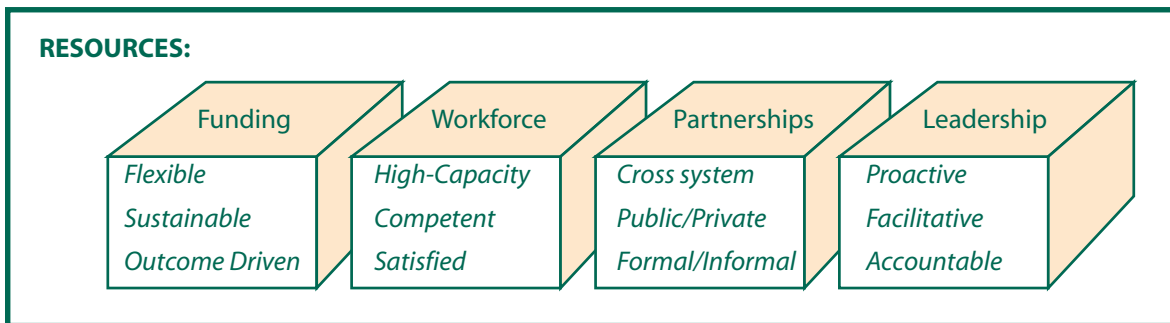 RESOURCES:
Funding
Flexible
Sustainable
Outcome Driven
Workforce
High-Capacity
Competent
Satisfied
Partnerships
Cross system
Public/Private
Formal/Informal
Leadership
Proactive
Facilitative
Accountable